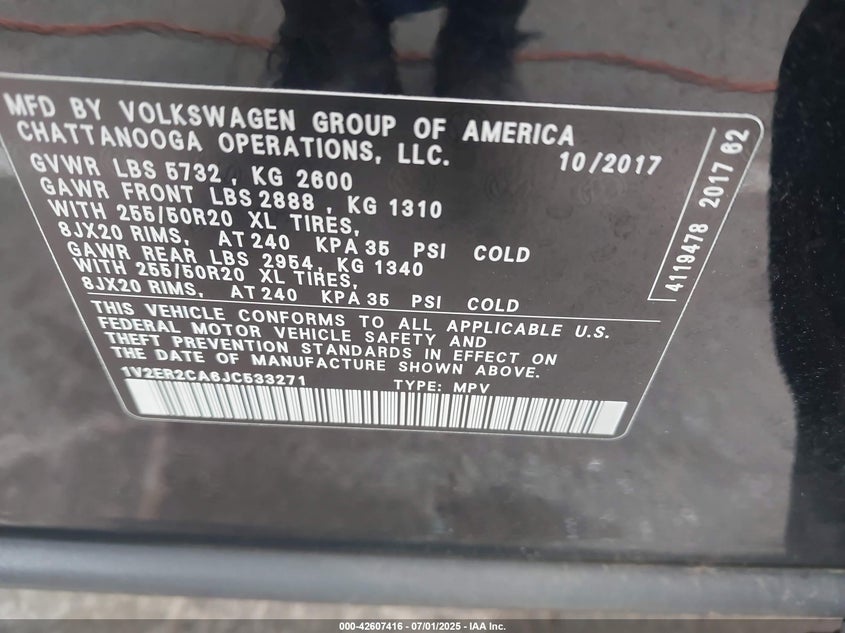 MFD BY VOLKSWAGEN GROUP OF AMERICA
CHATTANOOGA OPERATIONS, LLC. 10/2017
GVWR LBS 5732 , KG 2600
GAWR FRONT LBS 2888 , KG 1310
WITH 255/50R20 XL TIRES,
8JX20 RIMS, AT 240 KPA 35 PSI COLD
GAWR REAR LBS 2954, KG 1340
WITH 255/50R20 XL TIRES,
8JX20 RIMS, AT 240 KPA 35 PSI COLD
THIS VEHICLE CONFORMS TO ALL APPLICABLE U.S.
FEDERAL MOTOR VEHICLE SAFETY AND
THEFT PREVENTION STANDARDS IN EFFECT ON
THE DATE OF MANUFACTURE SHOWN ABOVE.
1V2ER2CA6JC533271 TYPE: MPV
4119478 2017 62
000-42607416 - 07/01/2025 - IAA Inc.